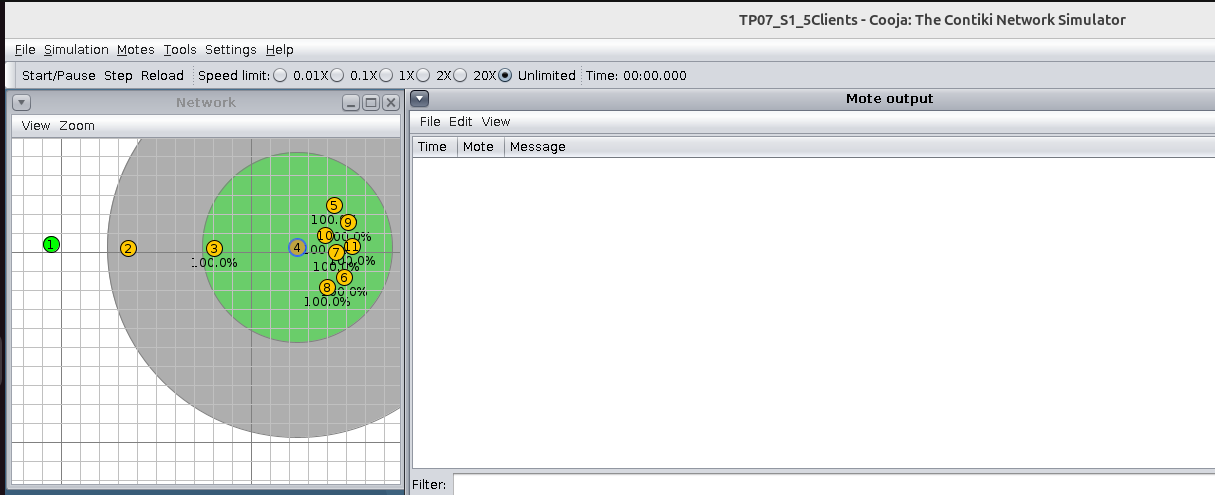 TP07_S1_5Clients - Cooja: The Contiki Network Simulator
File Simulation Motes Tools Settings Help
Start/Pause Step Reload Speed limit: 0.01X 0.1X 1X 2X 20X Unlimited Time: 00:00.000
Network
View Zoom
5
100.
9
1 2 3 4 10 11
100.0% 7
100.0%
6
8
100.0%
Mote output
File Edit View
Time Mote Message
Filter: